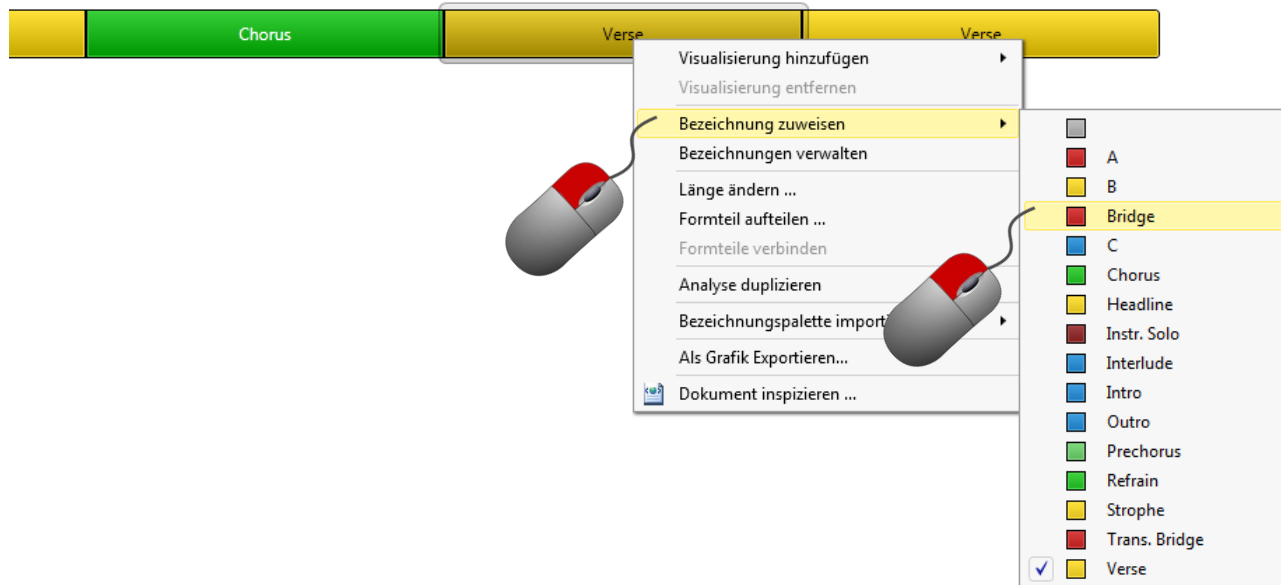 Chorus
Verse
Verse
Visualisierung hinzufügen
Visualisierung entfernen
Bezeichnung zuweisen
Bezeichnungen verwalten
Länge ändern ...
Formteil aufteilen ...
Formteile verbinden
Analyse duplizieren
Bezeichnungspalette import
Als Grafik Exportieren...
Dokument inspizieren ...
A
B
Bridge
C
Chorus
Headline
Instr. Solo
Interlude
Intro
Outro
Prechorus
Refrain
Strophe
Trans. Bridge
Verse